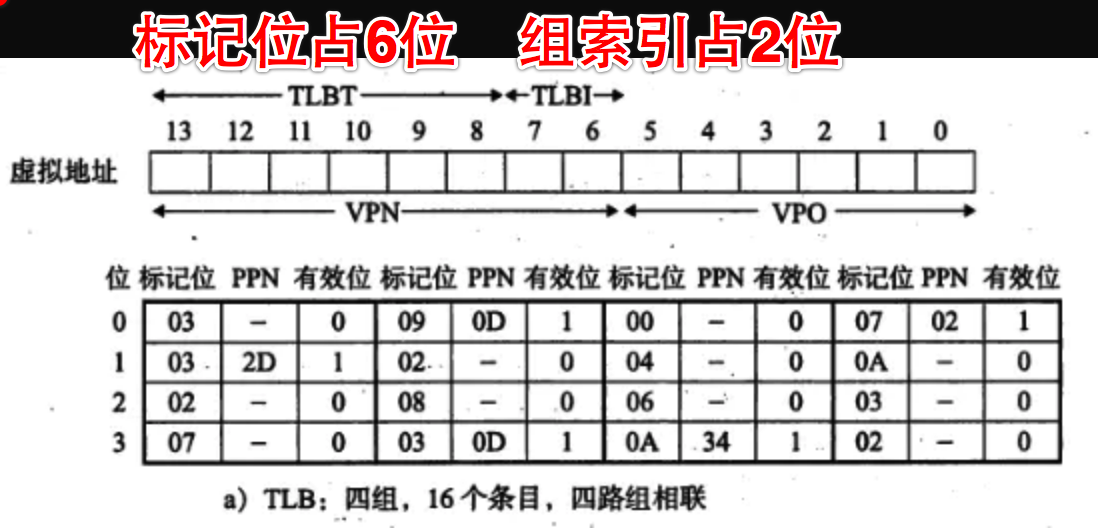 标记位占6位 组索引占2位
TLBT TLBI
13 12 11 10 9 8 7 6 5 4 3 2 1 0
虚拟地址
VPN VPO
位 标记位 PPN 有效位 标记位 PPN 有效位 标记位 PPN 有效位 标记位 PPN 有效位
0 03 – 0 09 0D 1 00 – 0 07 02 1
1 03 2D 1 02 – 0 04 – 0 0A – 0
2 02 – 0 08 – 0 06 – 0 03 – 0
3 07 – 0 03 0D 1 0A 34 1 02 – 0
a) TLB：四组，16个条目，四路组相联